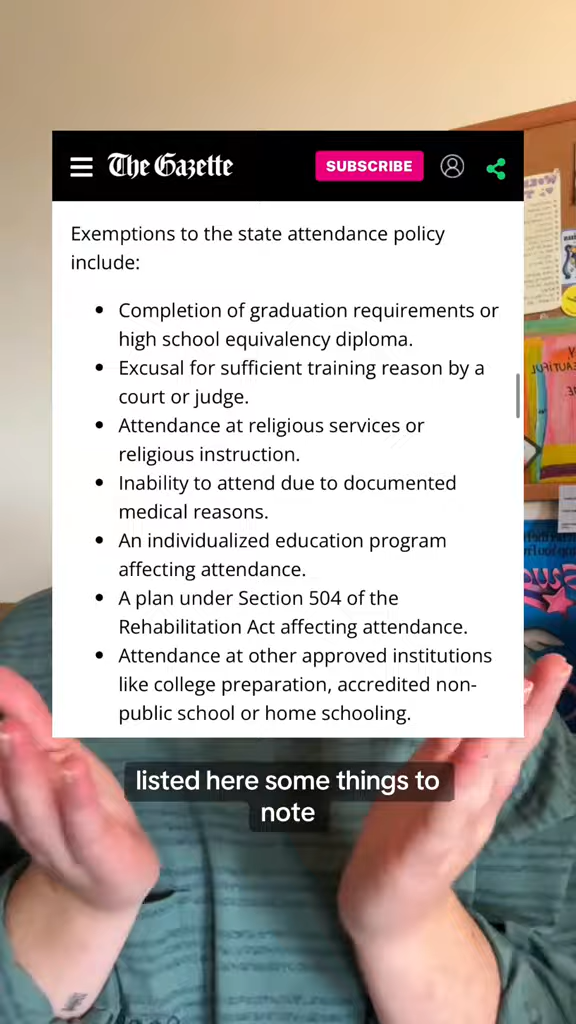 The Gazette
SUBSCRIBE
Exemptions to the state attendance policy
include:
• Completion of graduation requirements or
high school equivalency diploma.
• Excusal for sufficient training reason by a
court or judge.
• Attendance at religious services or
religious instruction.
• Inability to attend due to documented
medical reasons.
• An individualized education program
affecting attendance.
• A plan under Section 504 of the
Rehabilitation Act affecting attendance.
• Attendance at other approved institutions
like college preparation, accredited non-
public school or home schooling.
listed here some things to
note